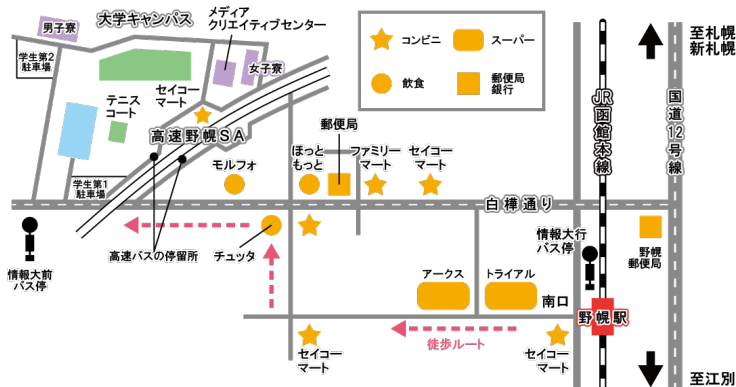 男子寮
大学キャンパス
メディア
クリエイティブセンター
学生第2
駐車場
女子寮
テニス
コート
セイコー
マート
高速野幌SA
学生第1
駐車場
コンビニ
スーパー
飲食
郵便局
銀行
至札幌
新札幌
JR函館本線
国道12号線
郵便局
モルフォ
ほっと
もっと
ファミリー
マート
セイコー
マート
白樺通り
情報大前
バス停
高速バスの停留所
チュッタ
情報大行
バス停
野幌
郵便局
アークス
トライアル
南口
野幌駅
セイコー
マート
徒歩ルート
セイコー
マート
至江別